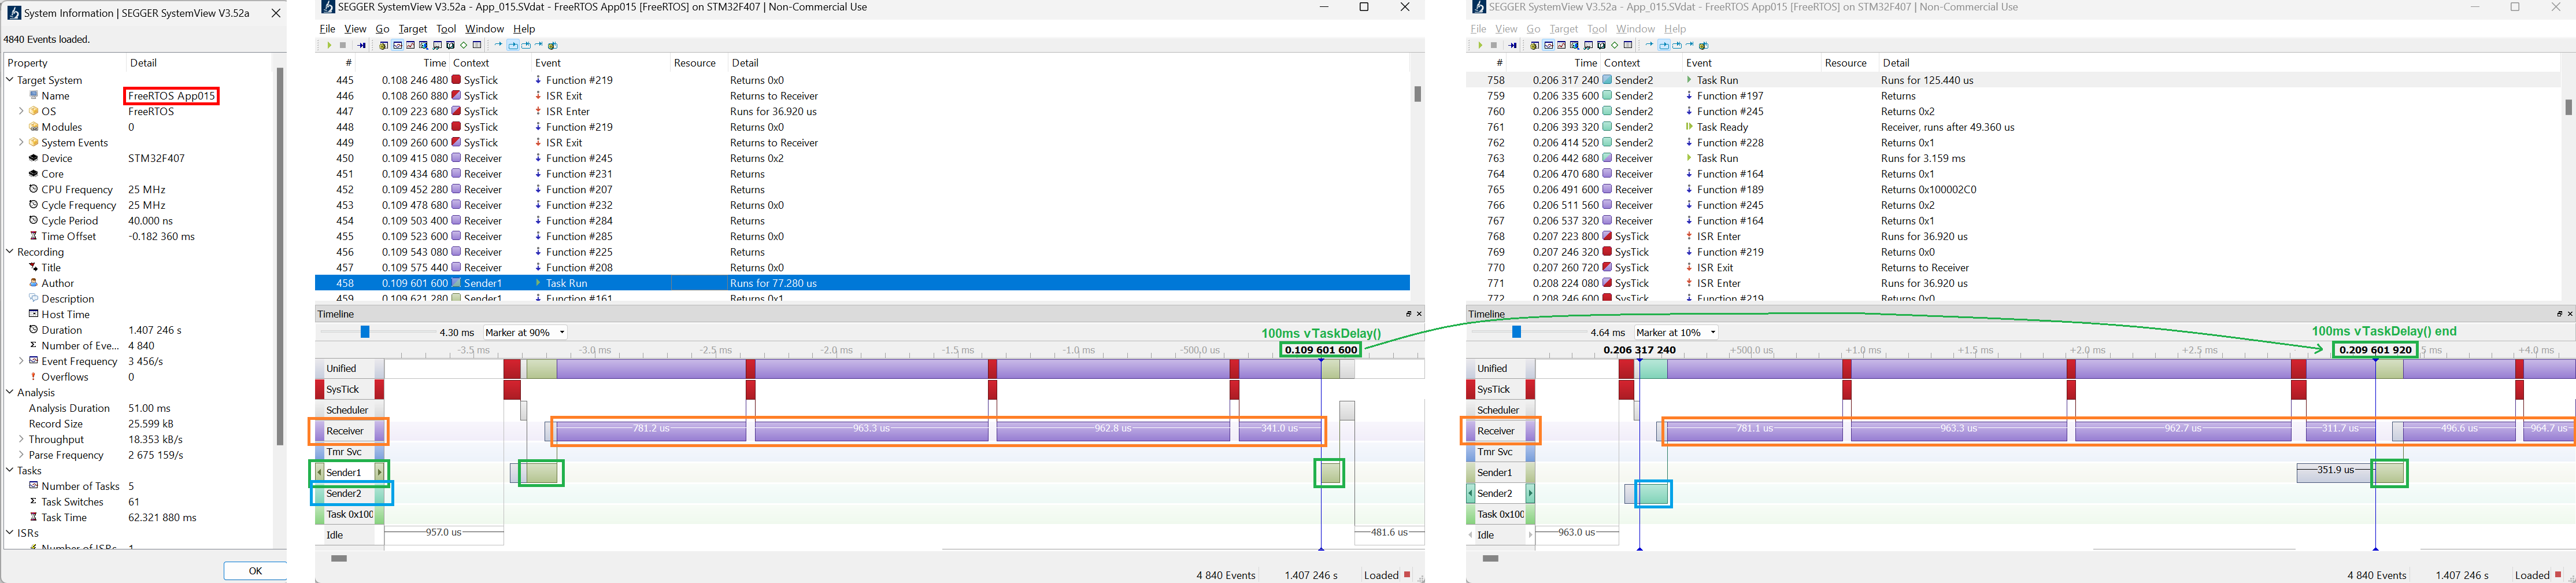 System Information | SEGGER SystemView V3.52a
4840 Events loaded.
Property Detail
Target System
Name FreeRTOS App015
OS FreeRTOS
Modules 0
System Events
Device STM32F407
Core
CPU Frequency 25 MHz
Cycle Frequency 25 MHz
Cycle Period 40.000 ns
Time Offset -0.182 360 ms
Recording
Title
Author
Description
Host Time
Duration 1.407 246 s
Number of Eve... 4 840
Event Frequency 3 456/s
Overflows 0
Analysis
Analysis Duration 51.00 ms
Record Size 25.599 kB
Throughput 18.353 kB/s
Parse Frequency 2 675 159/s
Tasks
Number of Tasks 5
Task Switches 61
Task Time 62.321 880 ms
ISRs
Number of ISRs 1
OK
SEGGER SystemView V3.52a - App_015.SVdat - FreeRTOS App015 [FreeRTOS] on STM32F407 | Non-Commercial Use
File View Go Target Tool Window Help
# Time Context Event Resource Detail
445 0.108 246 480 SysTick Function #219 Returns 0x0
446 0.108 260 880 SysTick ISR Exit Returns to Receiver
447 0.109 223 680 SysTick ISR Enter Runs for 36.920 us
448 0.109 246 200 SysTick Function #219 Returns 0x0
449 0.109 260 600 SysTick ISR Exit Returns to Receiver
450 0.109 415 080 Receiver Function #245 Returns 0x2
451 0.109 434 680 Receiver Function #231 Returns
452 0.109 452 280 Receiver Function #207 Returns
453 0.109 478 680 Receiver Function #232 Returns 0x0
454 0.109 503 400 Receiver Function #284 Returns
455 0.109 523 600 Receiver Function #285 Returns 0x0
456 0.109 543 080 Receiver Function #225 Returns
457 0.109 575 440 Receiver Function #208 Returns 0x0
458 0.109 601 600 Sender1 Task Run Runs for 77.280 us
459 0.109 621 280 Sender1 Function #161 Returns 0x1
Timeline
4.30 ms Marker at 90% 100ms vTaskDelay()
-3.5 ms -3.0 ms -2.5 ms -2.0 ms -1.5 ms -1.0 ms -500.0 us 0.109 601 600
Unified
SysTick
Scheduler
Receiver 781.2 us 963.3 us 962.8 us 341.0 us
Tmr Svc
Sender1
Sender2
Task 0x100
Idle 957.0 us 481.6 us
4 840 Events 1.407 246 s Loaded
SEGGER SystemView V3.52a - App_015.SVdat - FreeRTOS App015 [FreeRTOS] on STM32F407 | Non-Commercial Use
File View Go Target Tool Window Help
# Time Context Event Resource Detail
758 0.206 317 240 Sender2 Task Run Runs for 125.440 us
759 0.206 335 600 Sender2 Function #197 Returns
760 0.206 355 000 Sender2 Function #245 Returns 0x2
761 0.206 393 320 Sender2 Task Ready Receiver, runs after 49.360 us
762 0.206 414 520 Sender2 Function #228 Returns 0x1
763 0.206 442 680 Receiver Task Run Runs for 3.159 ms
764 0.206 470 680 Receiver Function #164 Returns 0x1
765 0.206 491 600 Receiver Function #189 Returns 0x100002C0
766 0.206 511 560 Receiver Function #245 Returns 0x2
767 0.206 537 320 Receiver Function #164 Returns 0x1
768 0.207 223 800 SysTick ISR Enter Runs for 36.920 us
769 0.207 246 320 SysTick Function #219 Returns 0x0
770 0.207 260 720 SysTick ISR Exit Returns to Receiver
771 0.208 224 080 SysTick ISR Enter Runs for 36.920 us
772 0.208 246 600 SysTick Function #219 Returns 0x0
Timeline
4.64 ms Marker at 10% 100ms vTaskDelay() end
0.206 317 240 +500.0 us +1.0 ms +1.5 ms +2.0 ms +2.5 ms 0.209 601 920 5 ms +4.0 ms
Unified
SysTick
Scheduler
Receiver 781.1 us 963.3 us 962.7 us 311.7 us 496.6 us 964.7 us
Tmr Svc
Sender1 351.9 us
Sender2
Task 0x100
Idle 963.0 us
4 840 Events 1.407 246 s Loaded